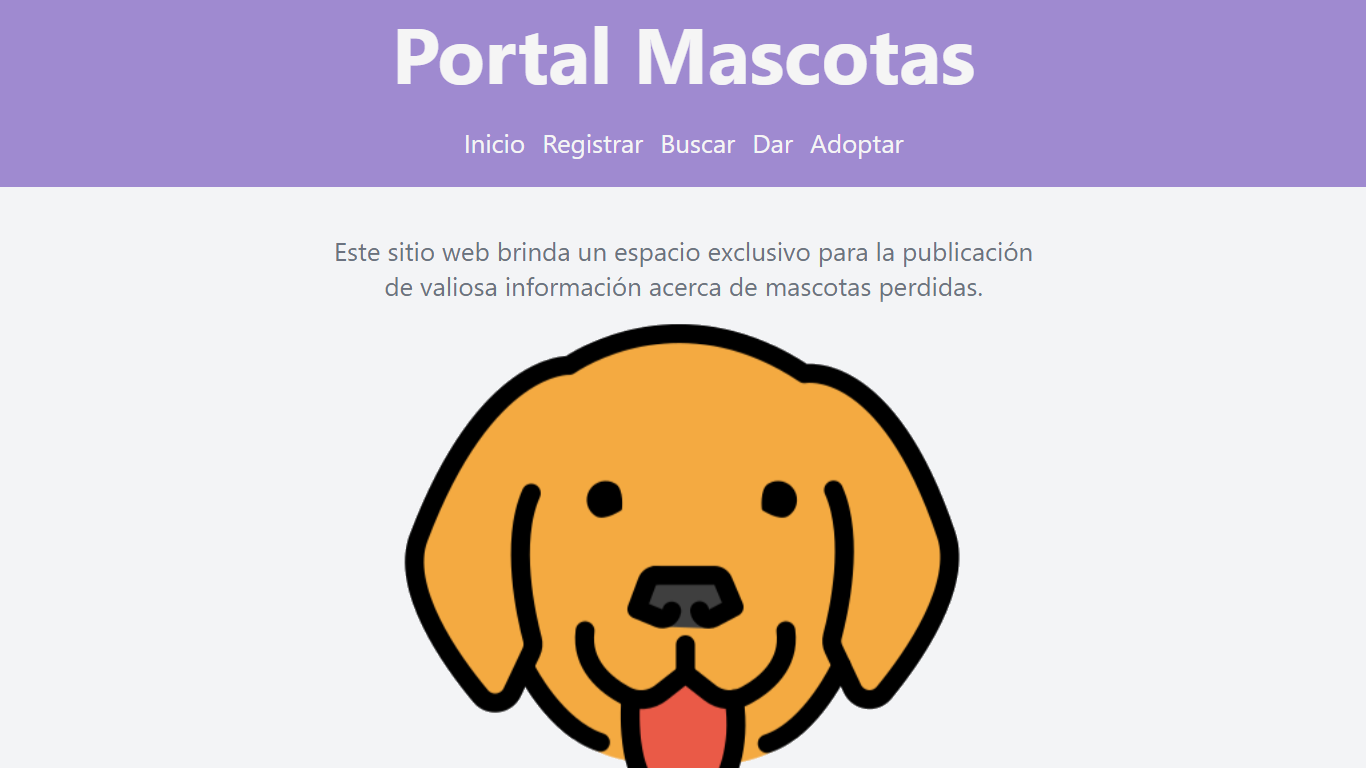 Portal Mascotas
Inicio Registrar Buscar Dar Adoptar
Este sitio web brinda un espacio exclusivo para la publicación
de valiosa información acerca de mascotas perdidas.